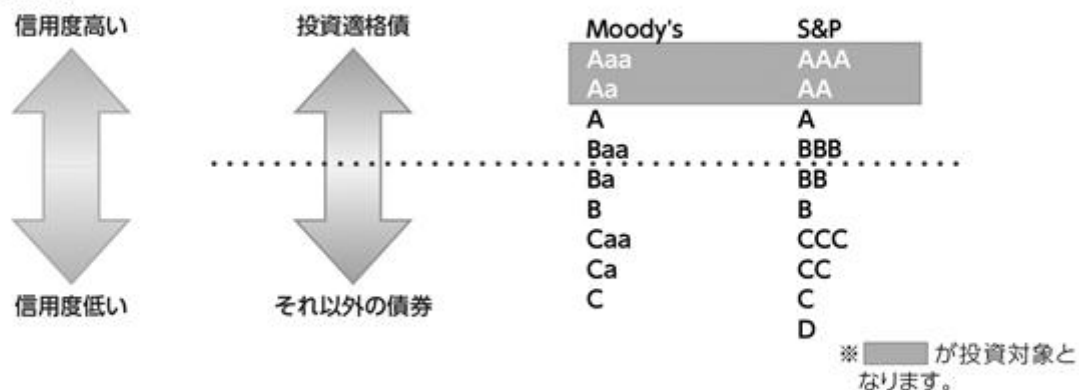 信用度高い 投資適格債 Moody's S&P
Aaa AAA
Aa AA
A A
Baa BBB
Ba BB
B B
Caa CCC
Ca CC
信用度低い それ以外の債券 C C
D
※ が投資対象と
なります。